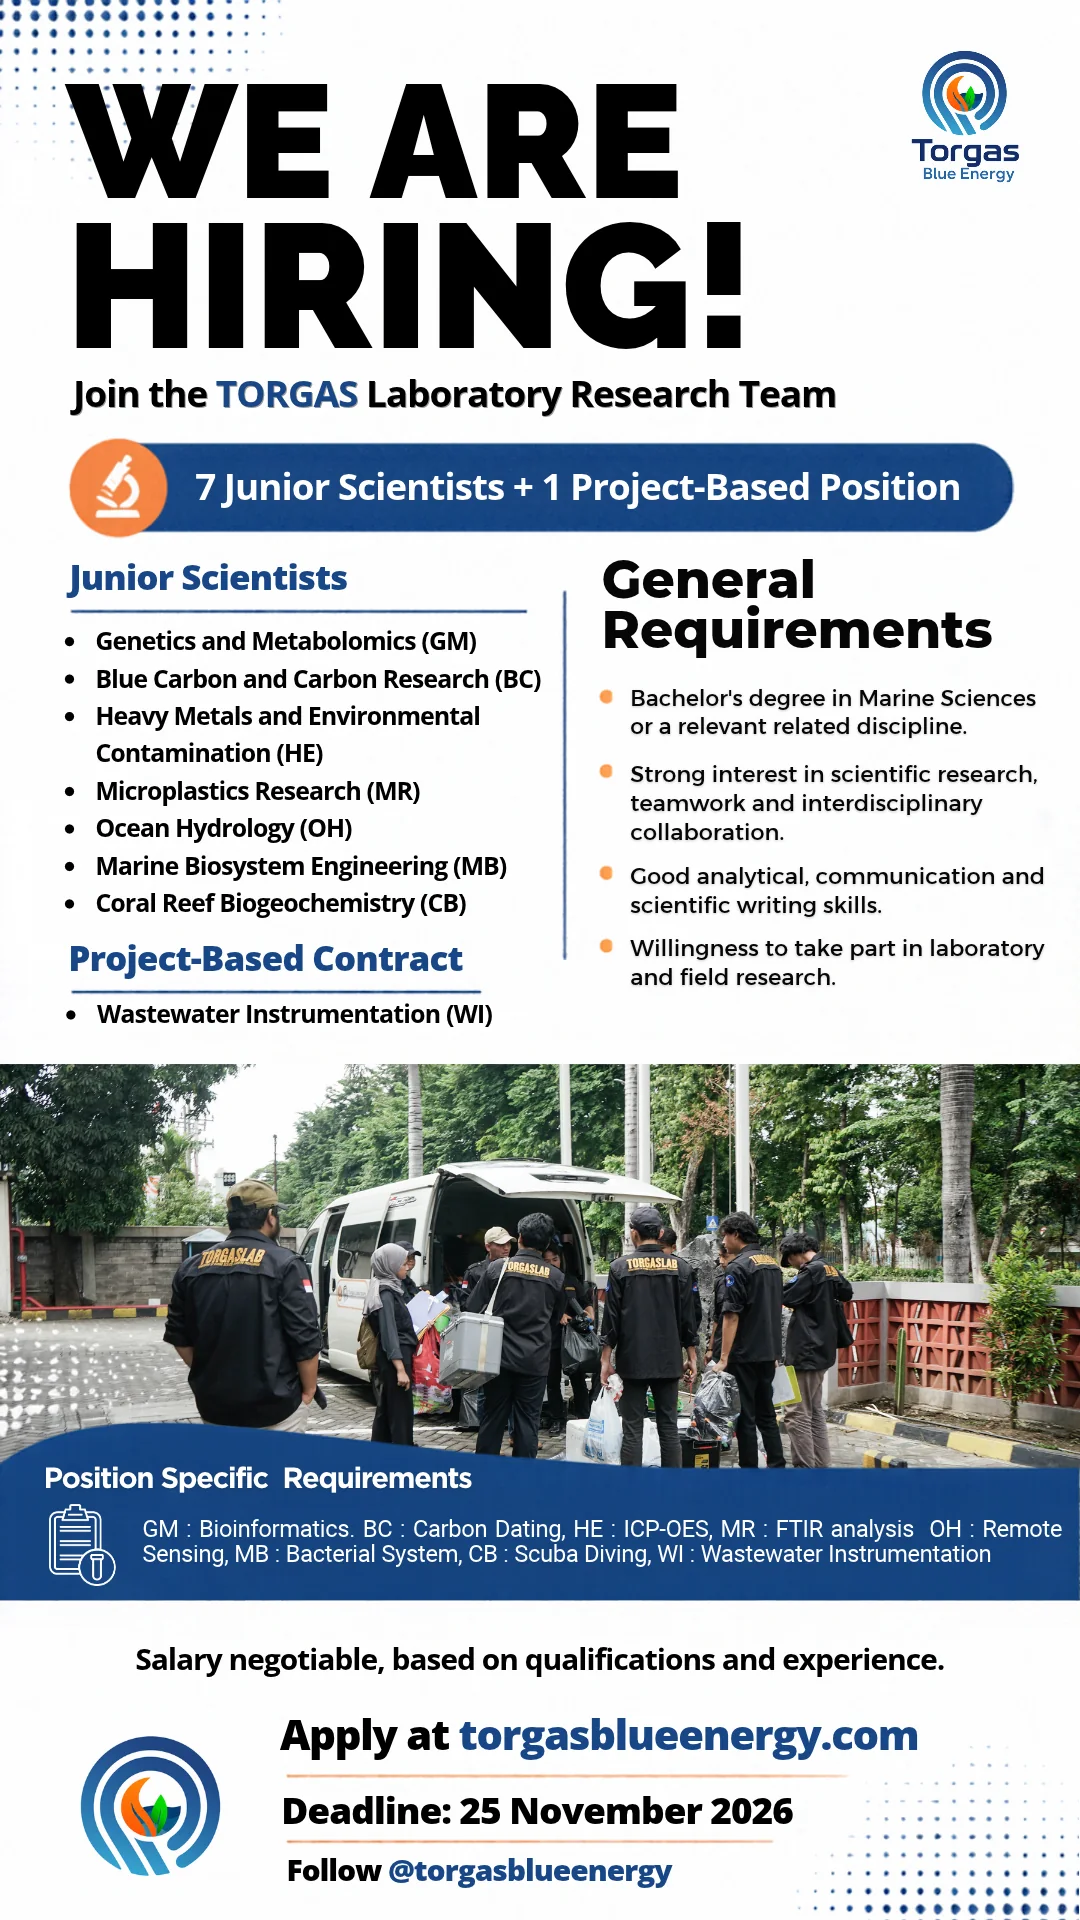 WE ARE
HIRING!
Torgas
Blue Energy
Join the TORGAS Laboratory Research Team
7 Junior Scientists + 1 Project-Based Position
Junior Scientists
• Genetics and Metabolomics (GM)
• Blue Carbon and Carbon Research (BC)
• Heavy Metals and Environmental
Contamination (HE)
• Microplastics Research (MR)
• Ocean Hydrology (OH)
• Marine Biosystem Engineering (MB)
• Coral Reef Biogeochemistry (CB)
Project-Based Contract
• Wastewater Instrumentation (WI)
General
Requirements
• Bachelor's degree in Marine Sciences
or a relevant related discipline.
• Strong interest in scientific research,
teamwork and interdisciplinary
collaboration.
• Good analytical, communication and
scientific writing skills.
• Willingness to take part in laboratory
and field research.
TORGASLAB
TORGASLAB
TORGASLAB
Position Specific Requirements
GM : Bioinformatics. BC : Carbon Dating, HE : ICP-OES, MR : FTIR analysis OH : Remote
Sensing, MB : Bacterial System, CB : Scuba Diving, WI : Wastewater Instrumentation
Salary negotiable, based on qualifications and experience.
Apply at torgasblueenergy.com
Deadline: 25 November 2026
Follow @torgasblueenergy